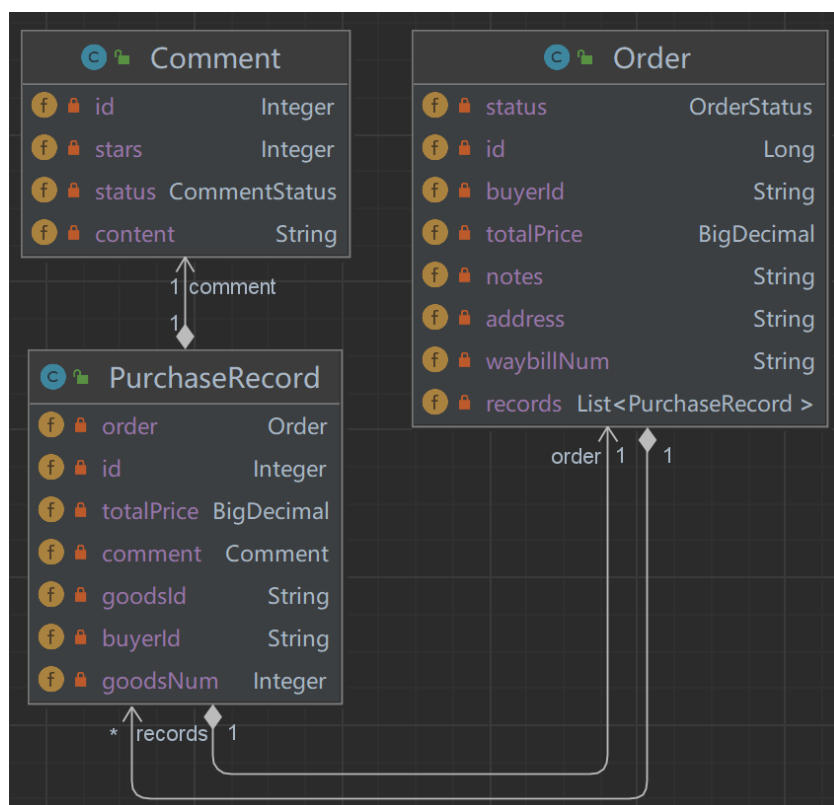 Comment
id Integer
stars Integer
status CommentStatus
content String
1 comment
1
PurchaseRecord
order Order
id Integer
totalPrice BigDecimal
comment Comment
goodsId String
buyerId String
goodsNum Integer
* records 1
Order
status OrderStatus
id Long
buyerId String
totalPrice BigDecimal
notes String
address String
waybillNum String
records List<PurchaseRecord >
order 1 1